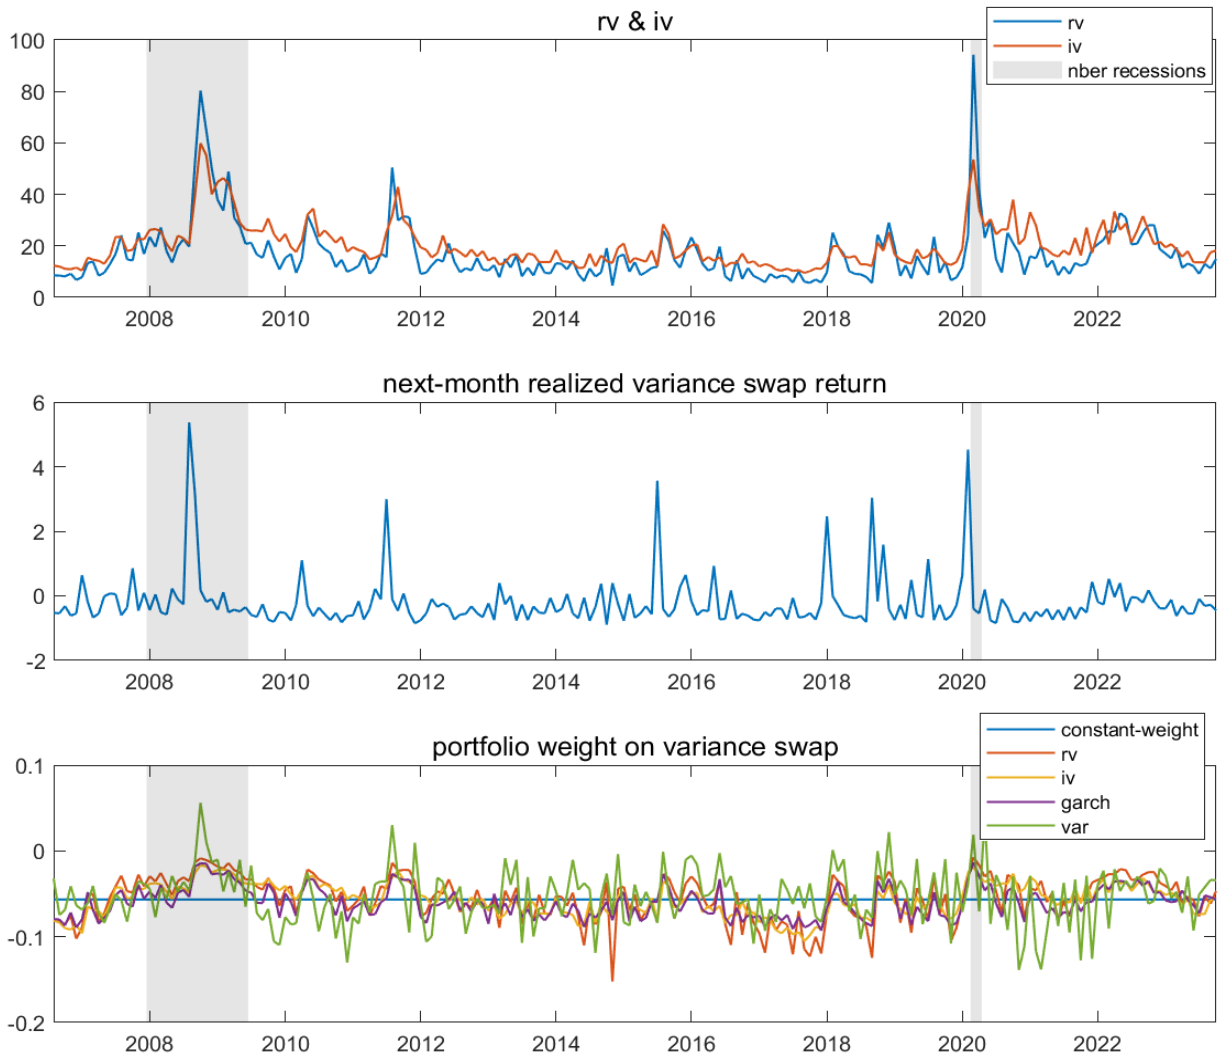 rv & iv
rv
iv
nber recessions
100
80
60
40
20
0
2008 2010 2012 2014 2016 2018 2020 2022
next-month realized variance swap return
6
4
2
0
-2
2008 2010 2012 2014 2016 2018 2020 2022
portfolio weight on variance swap
constant-weight
rv
iv
garch
var
0.1
0
-0.1
-0.2
2008 2010 2012 2014 2016 2018 2020 2022